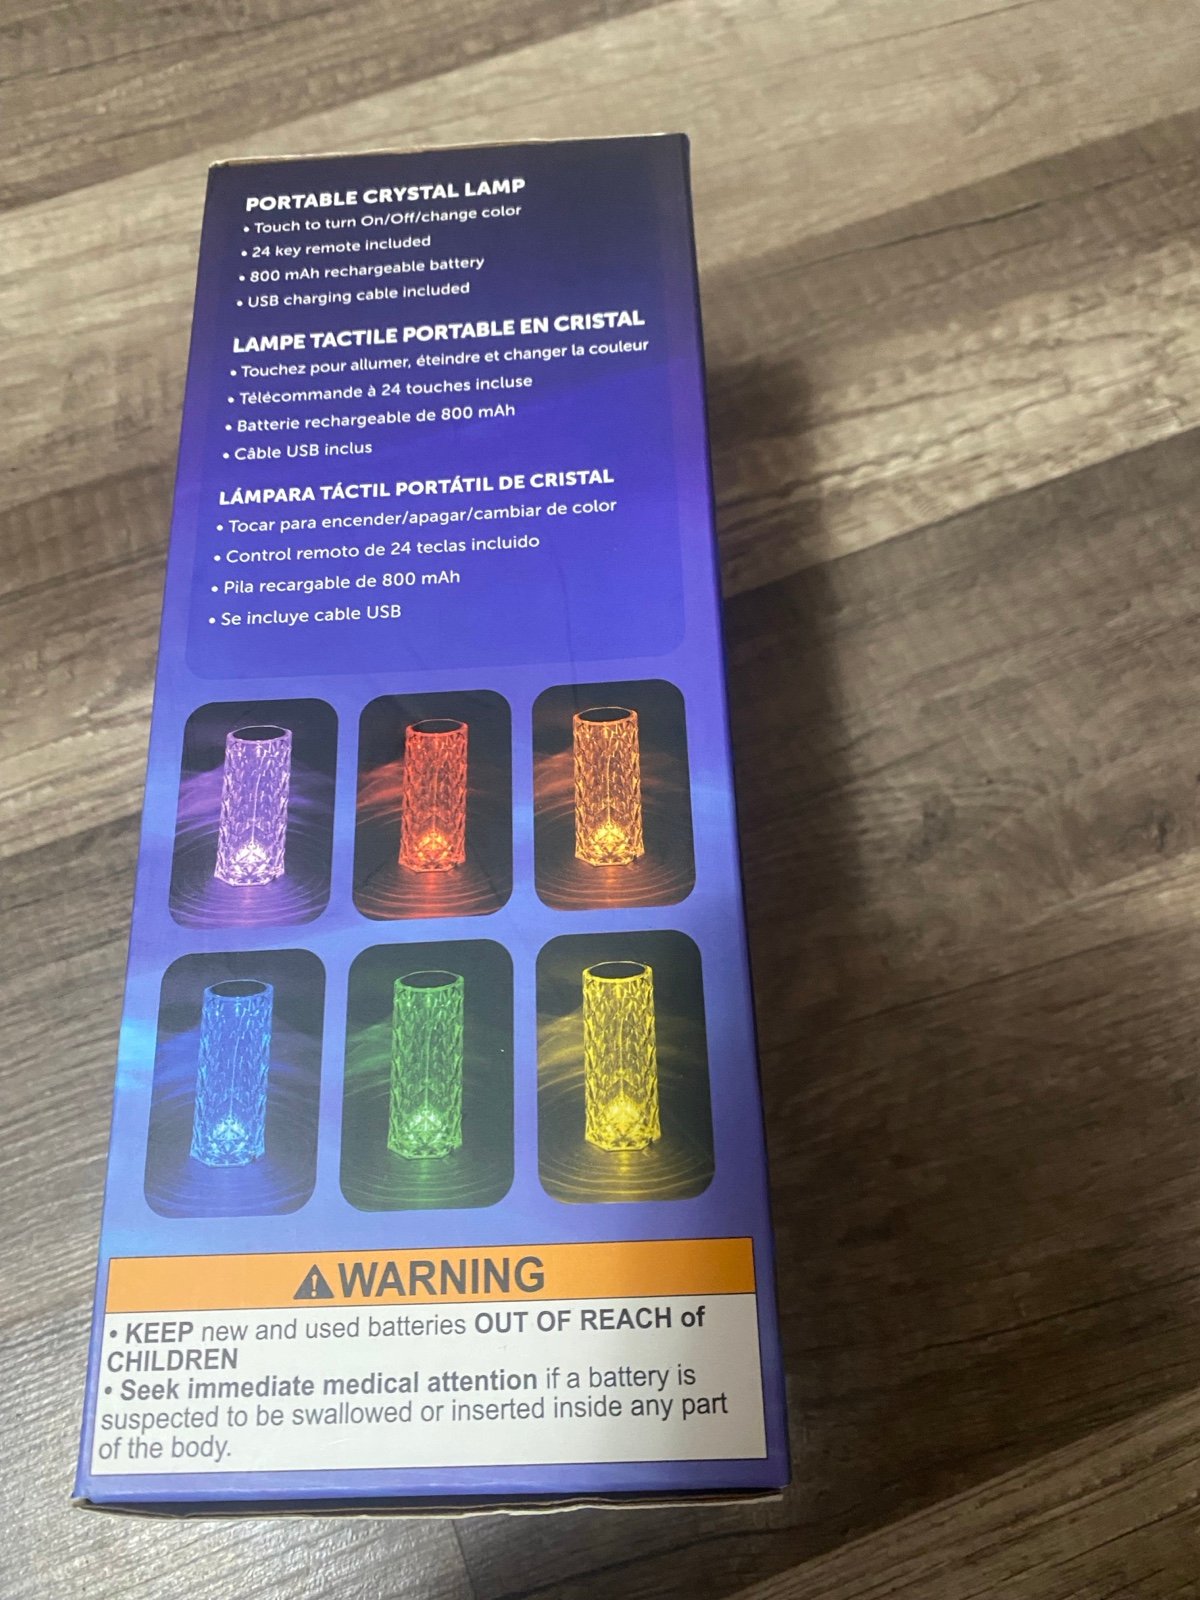 PORTABLE CRYSTAL LAMP
• Touch to turn On/Off/change color
• 24 key remote included
• 800 mAh rechargeable battery
• USB charging cable included
LAMPE TACTILE PORTABLE EN CRISTAL
• Touchez pour allumer, éteindre et changer la couleur
• Télécommande à 24 touches incluse
• Batterie rechargeable de 800 mAh
• Câble USB inclus
LÁMPARA TÁCTIL PORTÁTIL DE CRISTAL
• Tocar para encender/apagar/cambiar de color
• Control remoto de 24 teclas incluido
• Pila recargable de 800 mAh
• Se incluye cable USB
WARNING
• KEEP new and used batteries OUT OF REACH of
CHILDREN
• Seek immediate medical attention if a battery is
suspected to be swallowed or inserted inside any part
of the body.